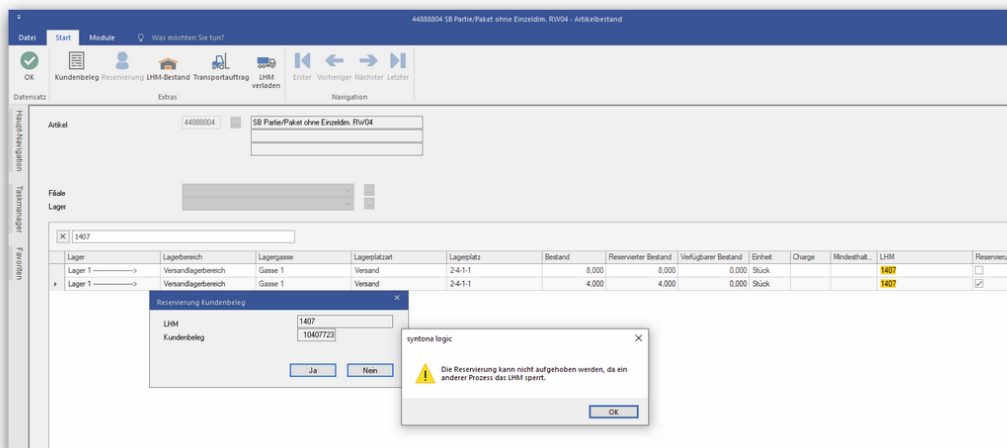 44888804 SB Partie/Paket ohne Einzeldim. RW04 - Artikelbestand
Datei Start Module Was möchten Sie tun?
OK Kundenbeleg Reservierung LHM-Bestand Transportauftrag LHM verladen Erster Vorheriger Nächster Letzter
Datensatz Extras Navigation
Haupt-Navigation
Taskmanager
Favoriten
Artikel 44888804 ... SB Partie/Paket ohne Einzeldim. RW04
Filiale
Lager
1407
Lager Lagerbereich Lagergasse Lagerplatzart Lagerplatz Bestand Reservierter Bestand Verfügbarer Bestand Einheit Charge Mindesthalt... LHM
Lager 1 ----------------> Versandlagerbereich Gasse 1 Versand 2-4-1-1 8,000 8,000 0,000 Stück 1407
Lager 1 ----------------> Versandlagerbereich Gasse 1 Versand 2-4-1-1 4,000 4,000 0,000 Stück 1407
Reservierung Kundenbeleg
LHM 1407
Kundenbeleg 10407723
Ja Nein
syntona logic
Die Reservierung kann nicht aufgehoben werden, da ein
anderer Prozess das LHM sperrt.
OK